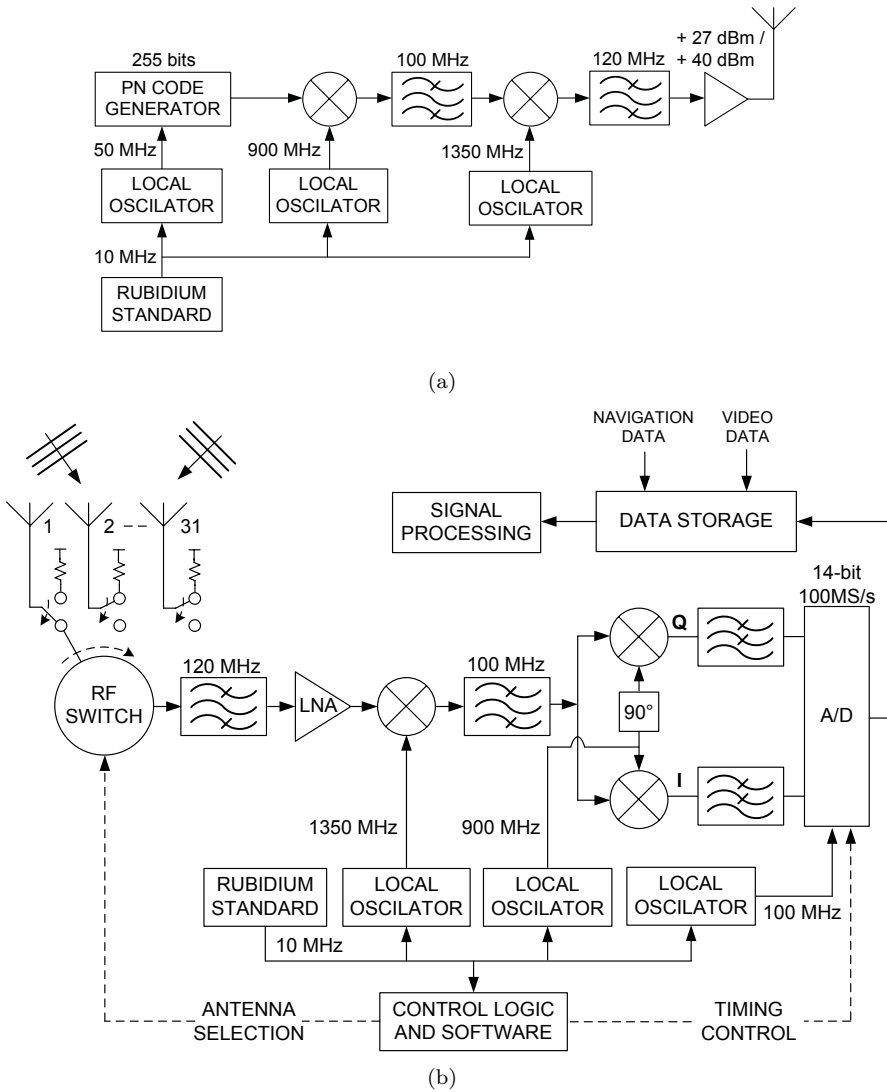 + 27 dBm /
+ 40 dBm
255 bits
100 MHz
120 MHz
PN CODE
GENERATOR
50 MHz
900 MHz
1350 MHz
LOCAL
OSCILATOR
LOCAL
OSCILATOR
LOCAL
OSCILATOR
10 MHz
RUBIDIUM
STANDARD
(a)
NAVIGATION
DATA
VIDEO
DATA
1
2
31
SIGNAL
PROCESSING
DATA STORAGE
14-bit
100MS/s
120 MHz
100 MHz
Q
RF
SWITCH
LNA
90°
A/D
I
1350 MHz
900 MHz
RUBIDIUM
STANDARD
LOCAL
OSCILATOR
LOCAL
OSCILATOR
LOCAL
OSCILATOR
100 MHz
10 MHz
ANTENNA
SELECTION
CONTROL LOGIC
AND SOFTWARE
TIMING
CONTROL
(b)